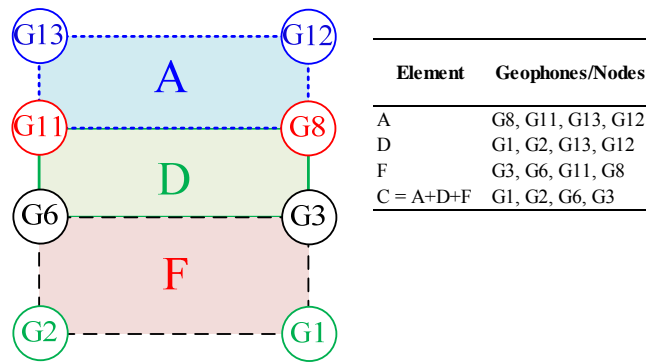 G13 G12
A
G11 G8
D
G6 G3
F
G2 G1
Element Geophones/Nodes
A G8, G11, G13, G12
D G1, G2, G13, G12
F G3, G6, G11, G8
C = A+D+F G1, G2, G6, G3